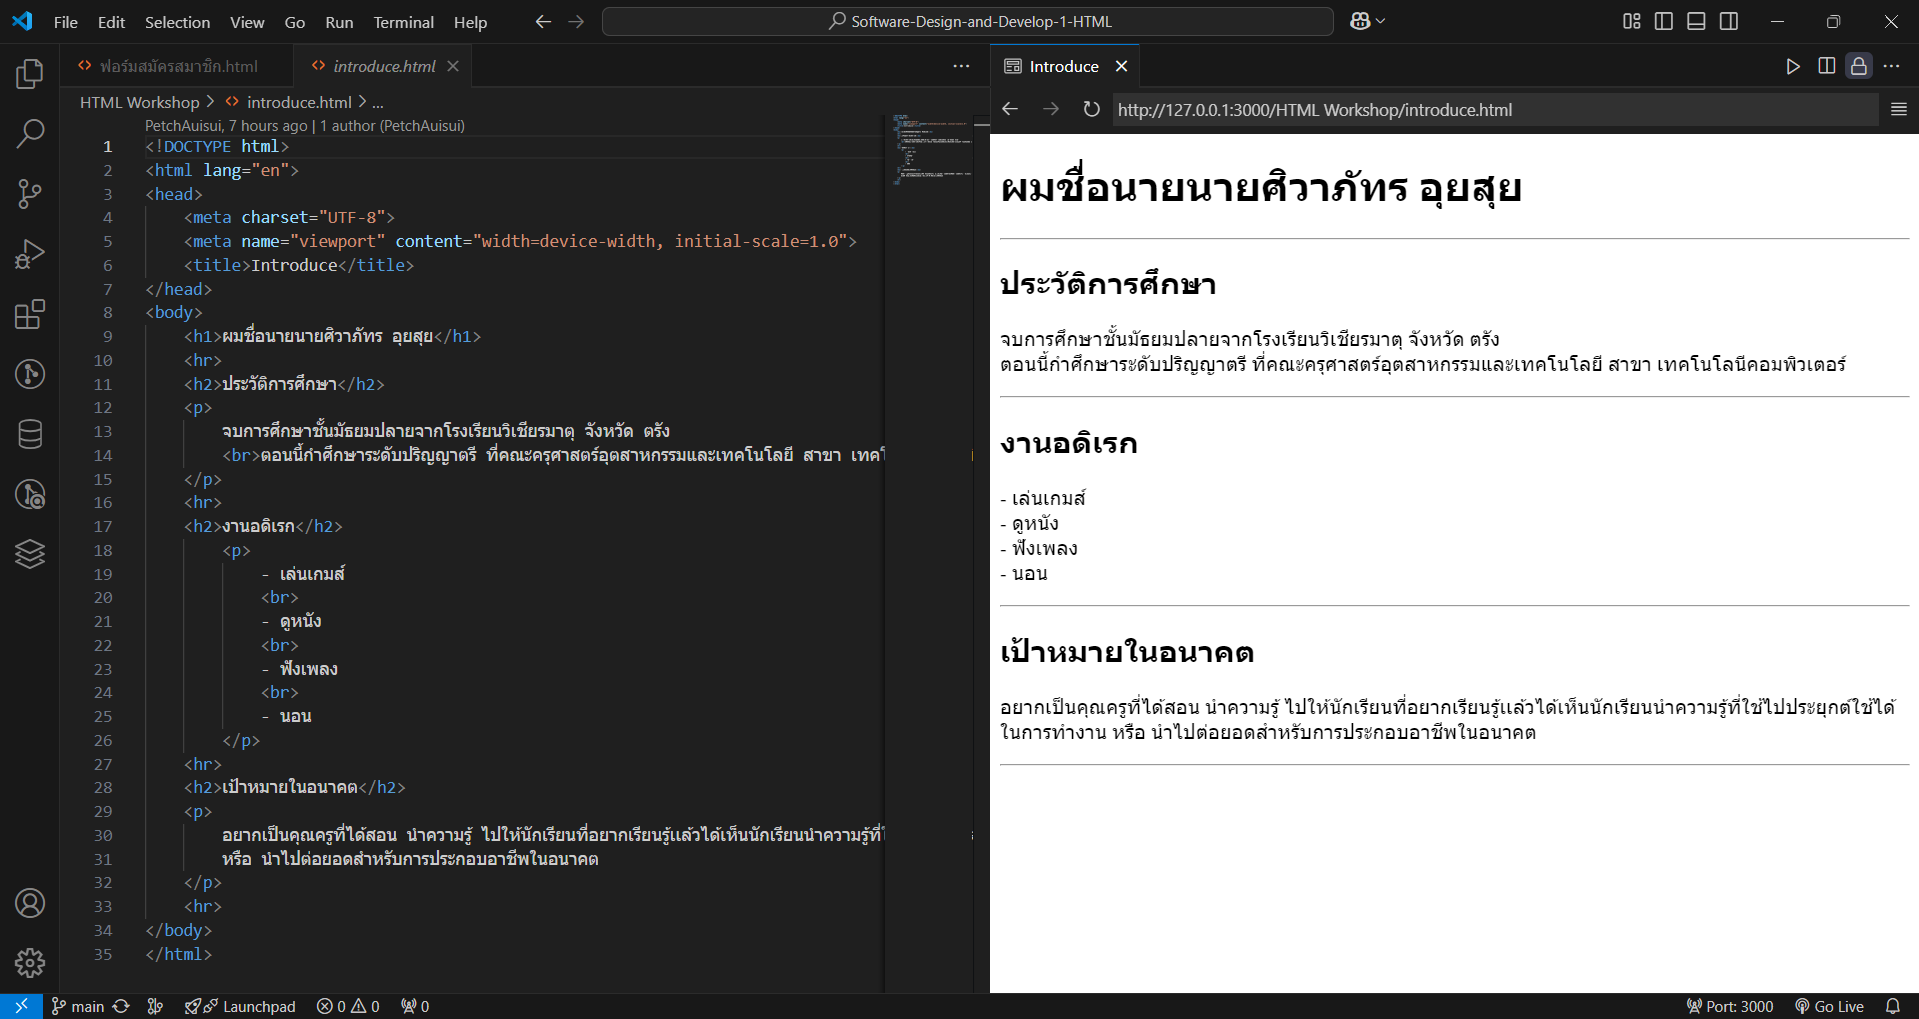 File Edit Selection View Go Run Terminal Help
Software-Design-and-Develop-1-HTML
ฟอร์มสมัครสมาชิก.html
introduce.html
HTML Workshop > introduce.html > ...
PetchAuisui, 7 hours ago | 1 author (PetchAuisui)
1 <!DOCTYPE html>
2 <html lang="en">
3 <head>
4 <meta charset="UTF-8">
5 <meta name="viewport" content="width=device-width, initial-scale=1.0">
6 <title>Introduce</title>
7 </head>
8 <body>
9 <h1>ผมชื่อนายนายศิวาภัทร อุยสุย</h1>
10 <hr>
11 <h2>ประวัติการศึกษา</h2>
12 <p>
13 จบการศึกษาชั้นมัธยมปลายจากโรงเรียนวิเชียรมาตุ จังหวัด ตรัง
14 <br>ตอนนี้กำศึกษาระดับปริญญาตรี ที่คณะครุศาสตร์อุตสาหกรรมและเทคโนโลยี สาขา
15 </p>
16 <hr>
17 <h2>งานอดิเรก</h2>
18 <p>
19 - เล่นเกมส์
20 <br>
21 - ดูหนัง
22 <br>
23 - ฟังเพลง
24 <br>
25 - นอน
26 </p>
27 <hr>
28 <h2>เป้าหมายในอนาคต</h2>
29 <p>
30 อยากเป็นคุณครูที่ได้สอน นำความรู้ ไปให้นักเรียนที่อยากเรียนรู้แล้วได้เห็นนักเรียนนำความรู้ที่
31 หรือ นำไปต่อยอดสำหรับการประกอบอาชีพในอนาคต
32 </p>
33 <hr>
34 </body>
35 </html>
Introduce
http://127.0.0.1:3000/HTML Workshop/introduce.html
ผมชื่อนายนายศิวาภัทร อุยสุย
ประวัติการศึกษา
จบการศึกษาชั้นมัธยมปลายจากโรงเรียนวิเชียรมาตุ จังหวัด ตรัง
ตอนนี้กำศึกษาระดับปริญญาตรี ที่คณะครุศาสตร์อุตสาหกรรมและเทคโนโลยี สาขา เทคโนโลนีคอมพิวเตอร์
งานอดิเรก
- เล่นเกมส์
- ดูหนัง
- ฟังเพลง
- นอน
เป้าหมายในอนาคต
อยากเป็นคุณครูที่ได้สอน นำความรู้ ไปให้นักเรียนที่อยากเรียนรู้แล้วได้เห็นนักเรียนนำความรู้ที่ใช้ไปประยุกต์ใช้ได้
ในการทำงาน หรือ นำไปต่อยอดสำหรับการประกอบอาชีพในอนาคต
main Launchpad 0 0 0 Port: 3000 Go Live